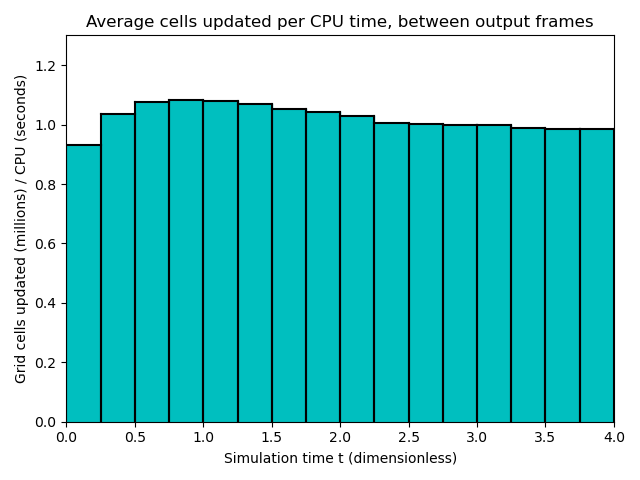 Average cells updated per CPU time, between output frames
Grid cells updated (millions) / CPU (seconds)
1.2
1.0
0.8
0.6
0.4
0.2
0.0
0.0 0.5 1.0 1.5 2.0 2.5 3.0 3.5 4.0
Simulation time t (dimensionless)